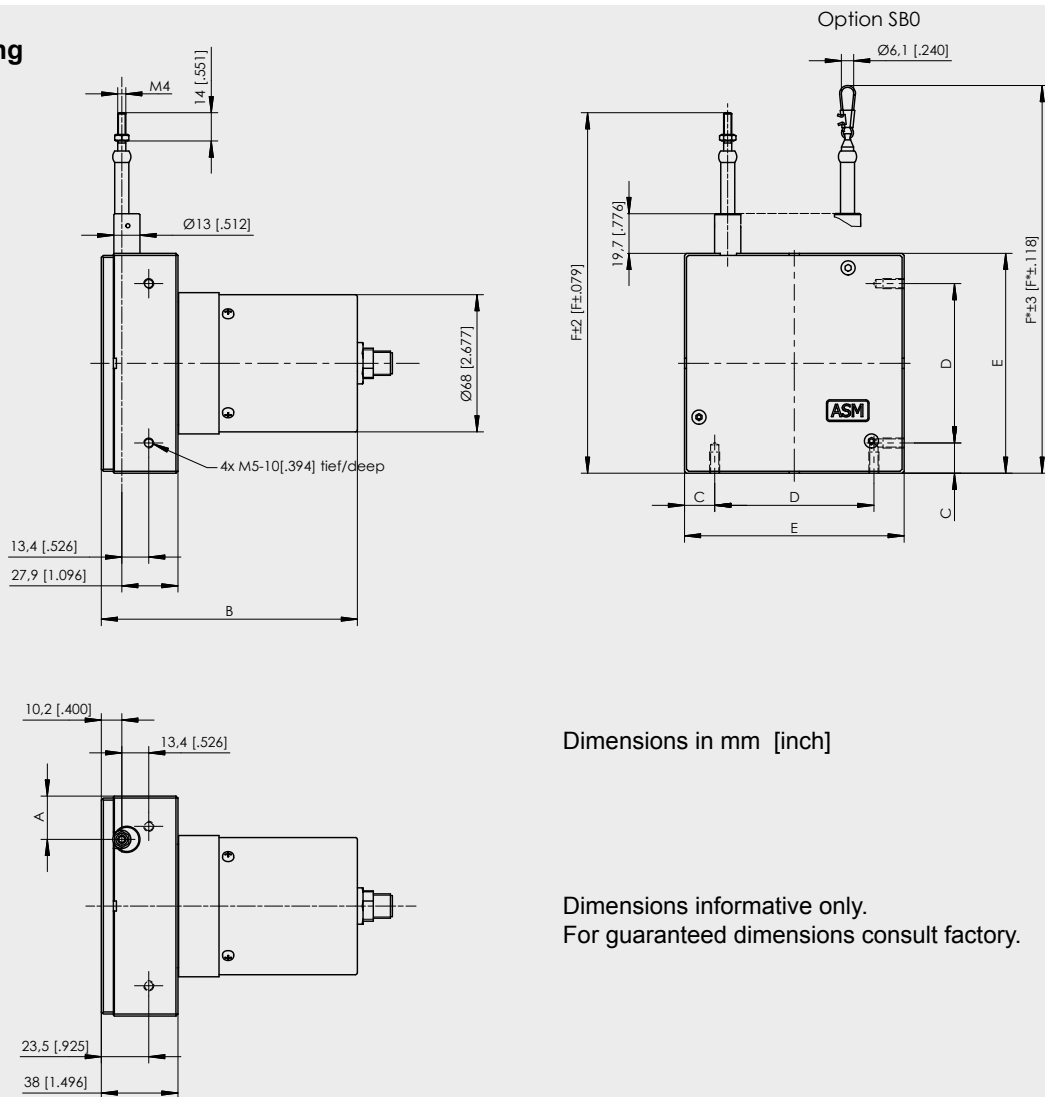 ng
Option SB0
M4
14 [.551]
Ø13 [.512]
Ø68 [2.677]
4x M5-10[.394] tief/deep
13,4 [.526]
27,9 [1.096]
B
Ø6,1 [.240]
19,7 [.776]
F±2 [F±.079]
F*±3 [F*±.118]
D
E
ASM
C
D
C
E
10,2 [.400]
13,4 [.526]
A
23,5 [.925]
38 [1.496]
Dimensions in mm [inch]
Dimensions informative only.
For guaranteed dimensions consult factory.